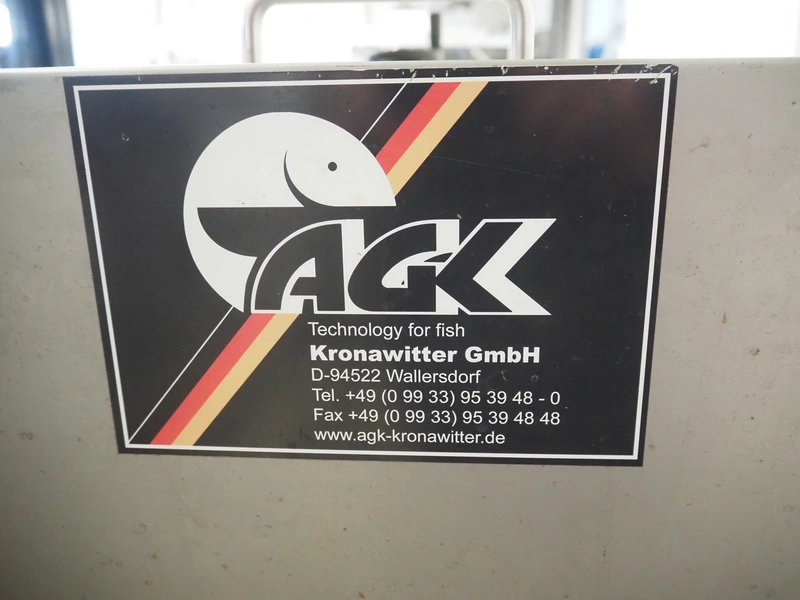 AGK
Technology for fish
Kronawitter GmbH
D-94522 Wallersdorf
Tel. +49 (0 99 33) 95 39 48 - 0
Fax +49 (0 99 33) 95 39 48 48
www.agk-kronawitter.de